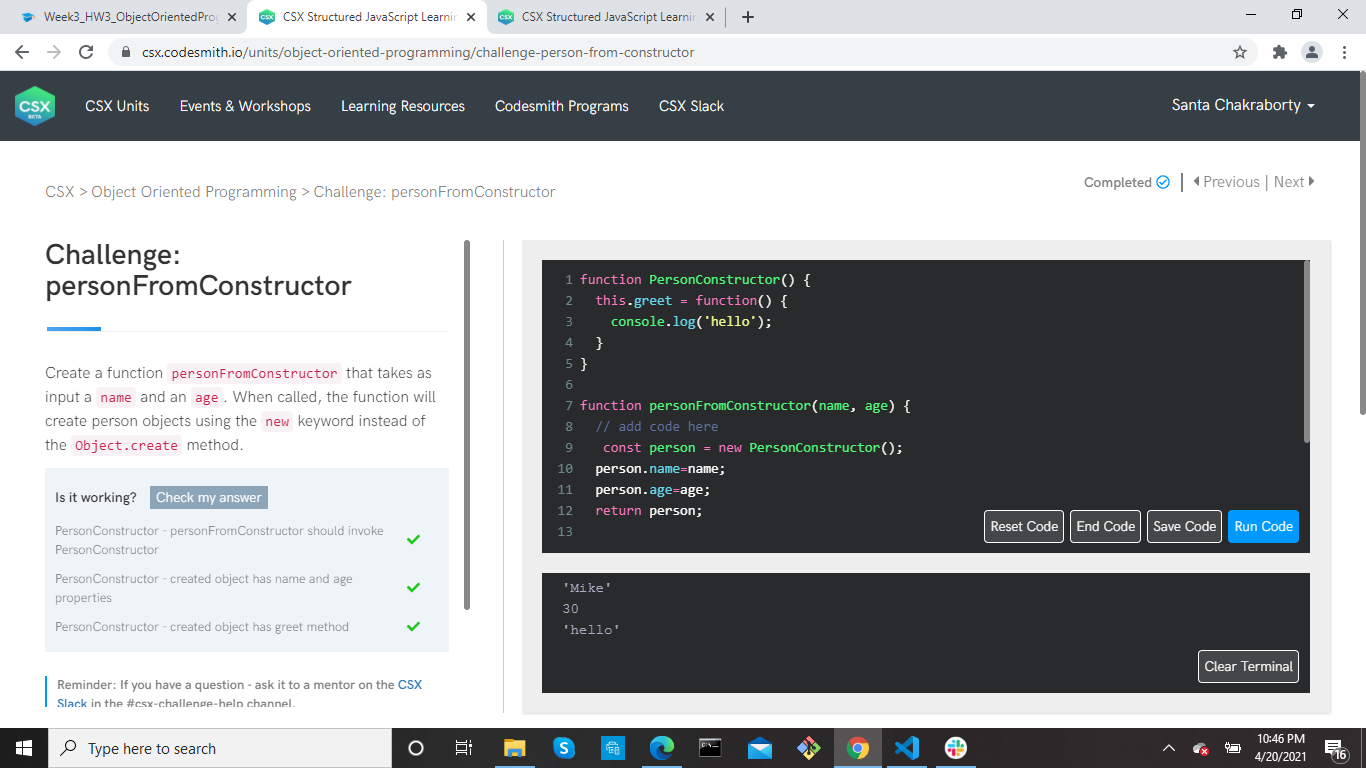 Week3_HW3_ObjectOrientedProg
CSX Structured JavaScript Learnin
CSX Structured JavaScript Learnin
csx.codesmith.io/units/object-oriented-programming/challenge-person-from-constructor
CSX
BETA
CSX Units
Events & Workshops
Learning Resources
Codesmith Programs
CSX Slack
Santa Chakraborty
CSX > Object Oriented Programming > Challenge: personFromConstructor
Completed
Previous | Next
Challenge:
personFromConstructor
Create a function personFromConstructor that takes as
input a name and an age . When called, the function will
create person objects using the new keyword instead of
the Object.create method.
Is it working?
Check my answer
PersonConstructor - personFromConstructor should invoke
PersonConstructor
PersonConstructor - created object has name and age
properties
PersonConstructor - created object has greet method
Reminder: If you have a question - ask it to a mentor on the CSX
Slack in the #csx-challenge-help channel.
1 function PersonConstructor() {
2 this.greet = function() {
3 console.log('hello');
4 }
5 }
6
7 function personFromConstructor(name, age) {
8 // add code here
9 const person = new PersonConstructor();
10 person.name=name;
11 person.age=age;
12 return person;
13
Reset Code
End Code
Save Code
Run Code
'Mike'
30
'hello'
Clear Terminal
Type here to search
10:46 PM
4/20/2021
16